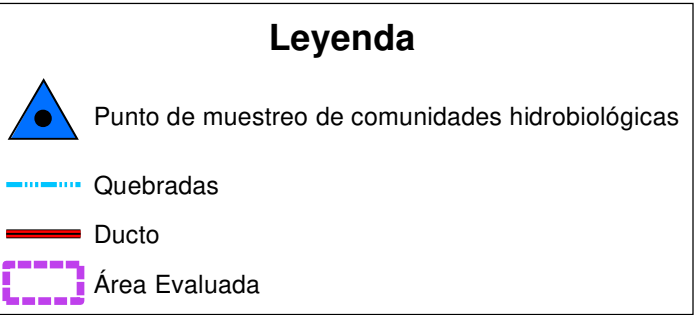 Leyenda
Punto de muestreo de comunidades hidrobiológicas
Quebradas
Ducto
Área Evaluada